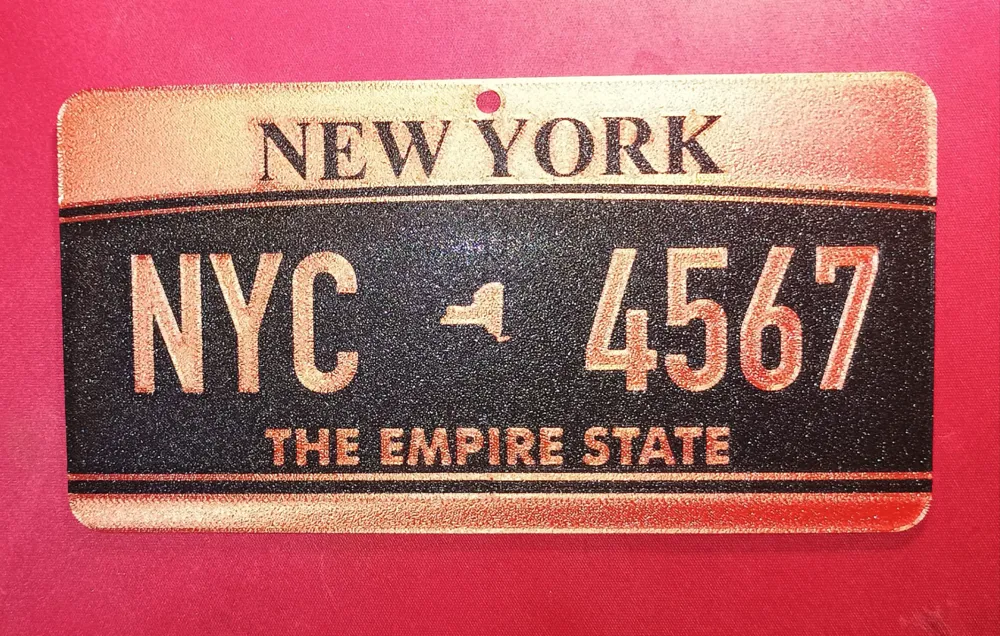 NEW YORK
NYC 4567
THE EMPIRE STATE